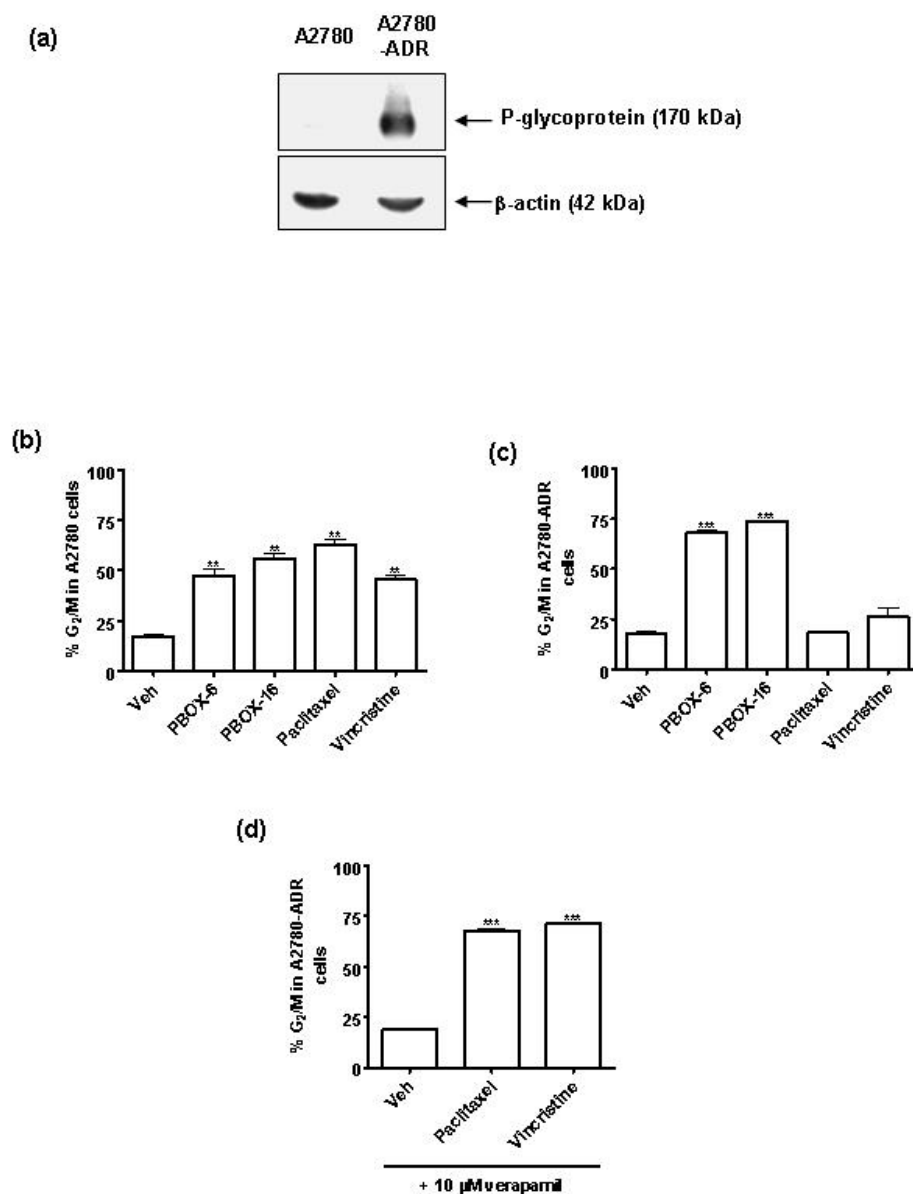 (a)
A2780
A2780
-ADR
P-glycoprotein (170 kDa)
β-actin (42 kDa)
(b)
% G2/M in A2780 cells
100
75
50
25
0
**
**
**
**
Veh
PBOX-6
PBOX-16
Paclitaxel
Vincristine
(c)
% G2/M in A2780-ADR
cells
100
75
50
25
0
***
***
Veh
PBOX-6
PBOX-16
Paclitaxel
Vincristine
(d)
% G2/M in A2780-ADR
cells
100
75
50
25
0
***
***
Veh
Paclitaxel
Vincristine
+ 10 μM verapamil